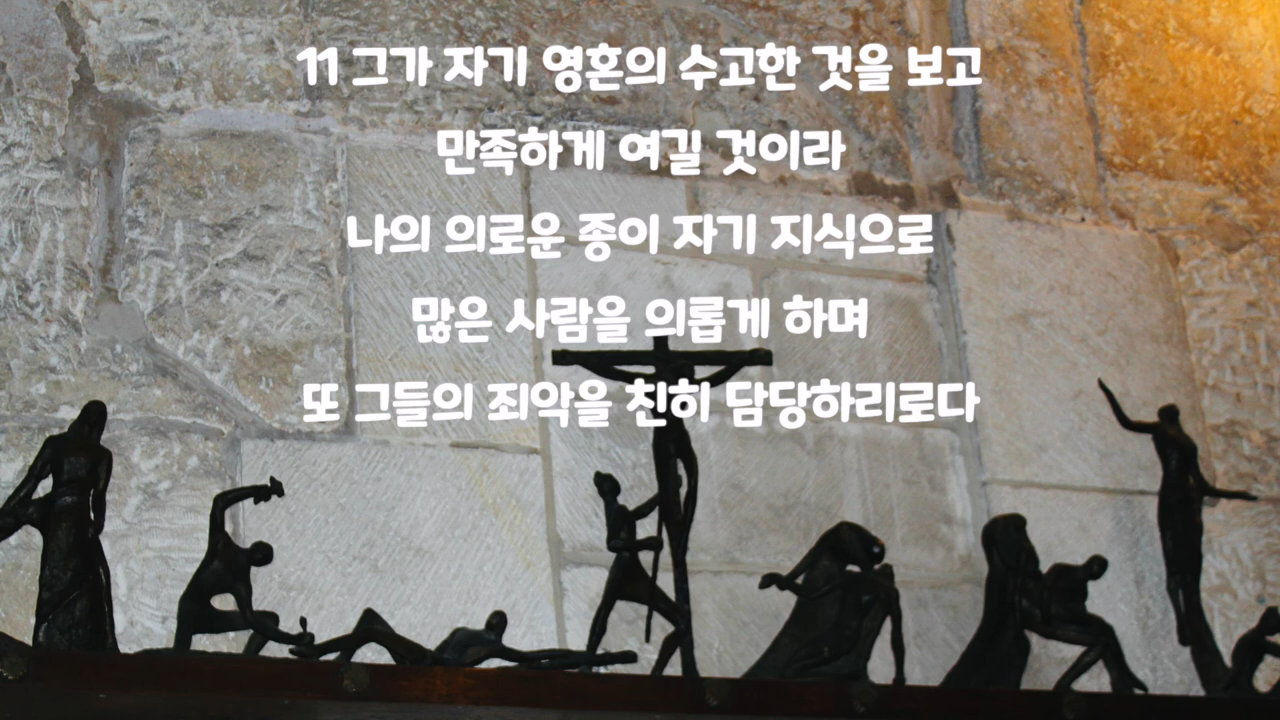 11 그가 자기 영혼의 수고한 것을 보고
만족하게 여길 것이라
나의 의로운 종이 자기 지식으로
많은 사람을 의롭게 하며
또 그들의 죄악을 친히 담당하리로다